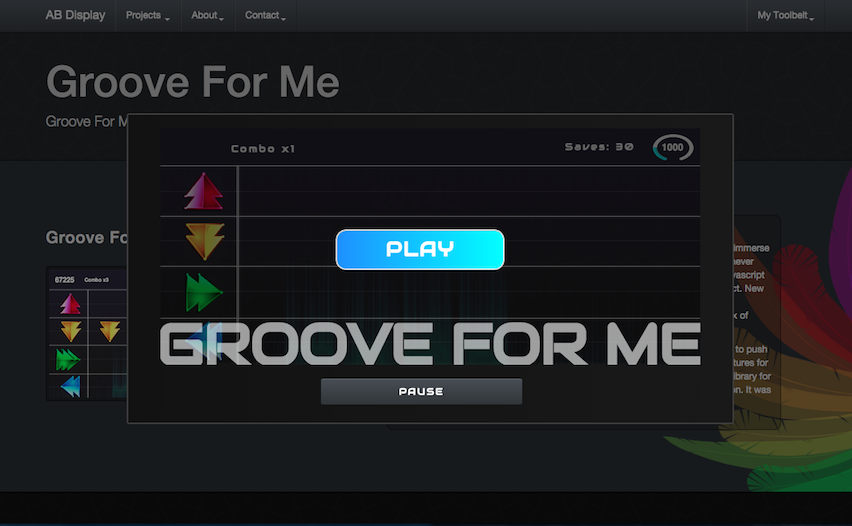 AB Display Projects About Contact My Toolbelt
Groove For Me
Groove For M
Combo x1 Saves: 30 1000
Groove Fo
PLAY
67225 Combo x3
immerse
never
avascript
ct. New
x of
to push
tures for
library for
on. It was
GROOVE FOR ME
PAUSE